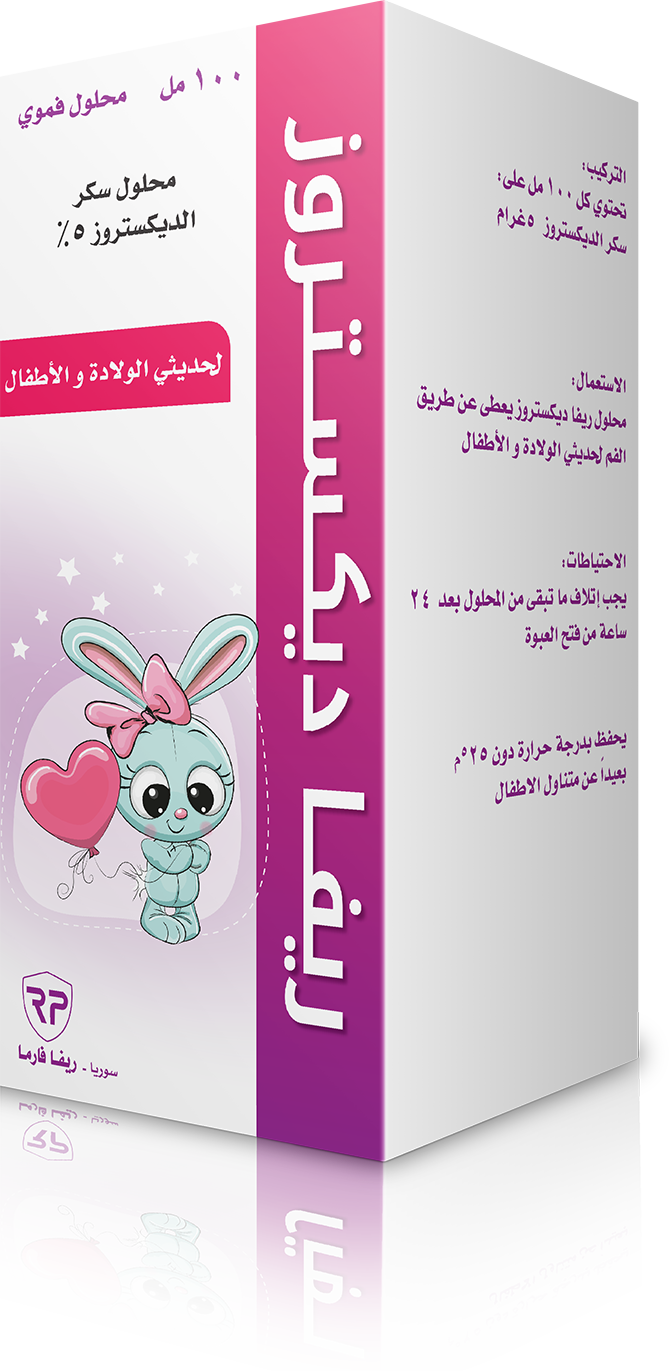 ١٠٠ مل محلول فموي
محلول سكر
الديكستروز ٥٪
لحديثي الولادة و الأطفال
RP
سوريا - ريفا فارما
ريفا ديكستروز
التركيب:
تحتوي كل ١٠٠ مل على:
سكر الديكستروز ٥غرام
الاستعمال:
محلول ريفا ديكستروز يعطى عن طريق
الفم لحديثي الولادة و الأطفال
الاحتياطات:
يجب إتلاف ما تبقى من المحلول بعد ٢٤
ساعة من فتح العبوة
يحفظ بدرجة حرارة دون ٢٥°م
بعيداً عن متناول الاطفال